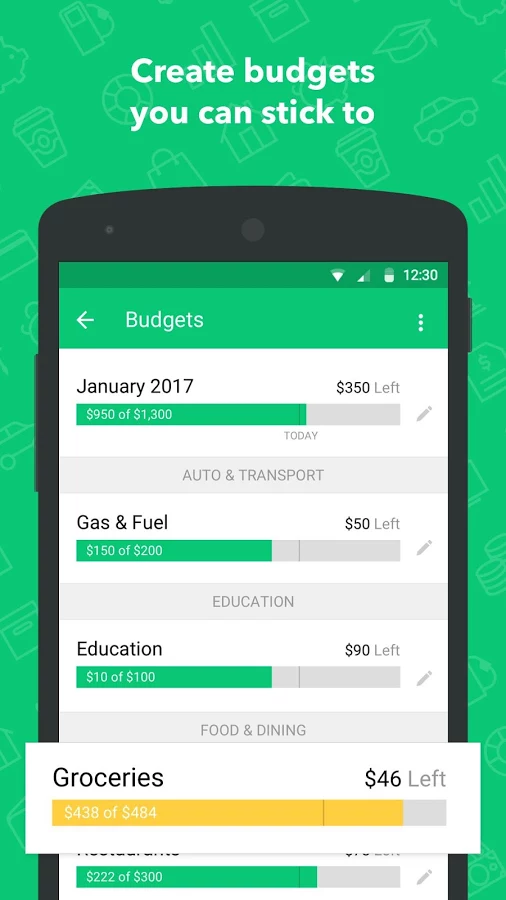 Create budgets
you can stick to
12:30
Budgets
January 2017
$350 Left
$950 of $1,300
TODAY
AUTO & TRANSPORT
Gas & Fuel
$50 Left
$150 of $200
EDUCATION
Education
$90 Left
$10 of $100
FOOD & DINING
Groceries
$46 Left
$438 of $484
Restaurants
Left
$222 of $300